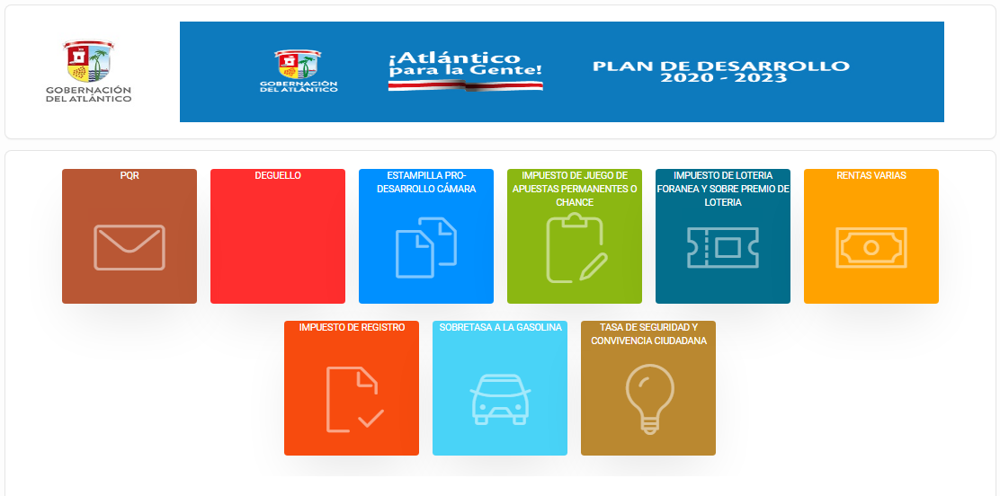 GOBERNACIÓN
DEL ATLÁNTICO
GOBERNACIÓN
DEL ATLÁNTICO
¡Atlántico
para la Gente!
PLAN DE DESARROLLO
2020 - 2023
PQR
DEGUELLO
ESTAMPILLA PRO-
DESARROLLO CÁMARA
IMPUESTO DE JUEGO DE
APUESTAS PERMANENTES O
CHANCE
IMPUESTO DE LOTERIA
FORANEA Y SOBRE PREMIO DE
LOTERIA
RENTAS VARIAS
IMPUESTO DE REGISTRO
SOBRETASA A LA GASOLINA
TASA DE SEGURIDAD Y
CONVIVENCIA CIUDADANA